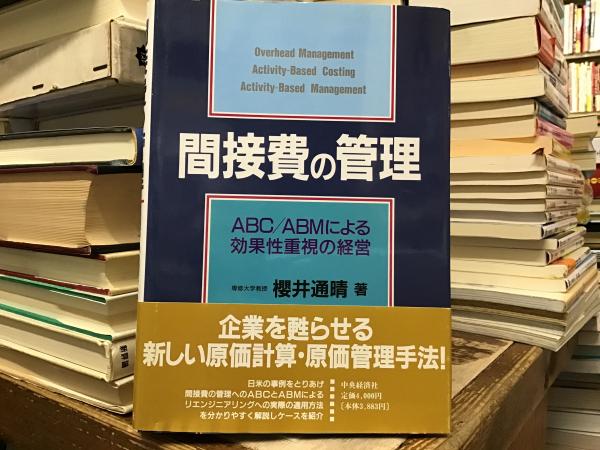 Overhead Management
Activity-Based Costing
Activity-Based Management
間接費の管理
ABC/ABMによる
効果性重視の経営
専修大学教授 櫻井通晴 著
企業を甦らせる
新しい原価計算・原価管理手法!
日米の事例をとりあげ
間接費の管理へのABCとABMによる
リエンジニアリングへの実際の適用方法
を分かりやすく解説しケースを紹介
中央経済社
定価4,000円
〔本体3,883円〕